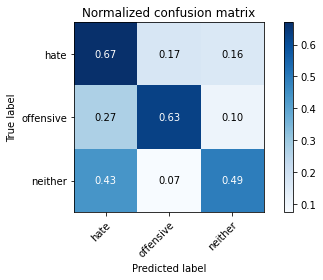 Normalized confusion matrix
True label
hate
offensive
neither
0.67 0.17 0.16
0.27 0.63 0.10
0.43 0.07 0.49
hate
offensive
neither
Predicted label
0.6
0.5
0.4
0.3
0.2
0.1